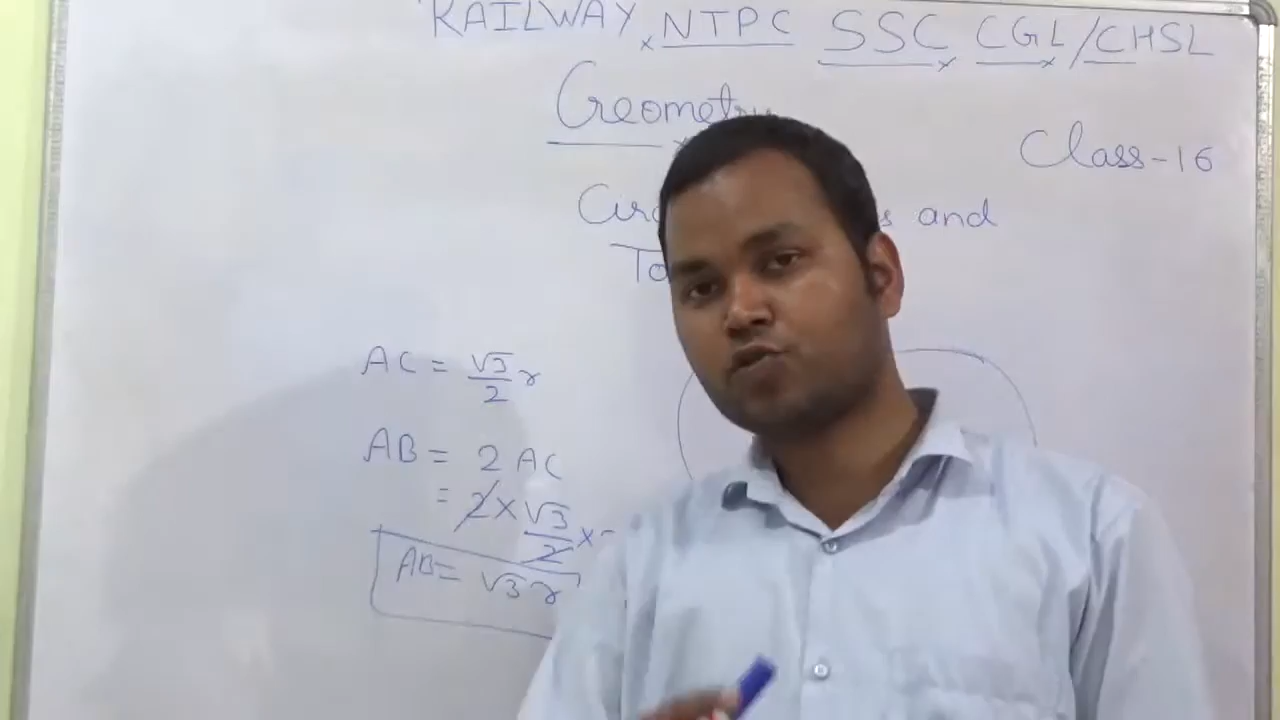 RAILWAY NTPC SSC CGL/CHSL
Geometry
Class-16
and
AC = √3/2 r
AB = 2 AC
= 2 × √3/2 ×
AB = √3 r